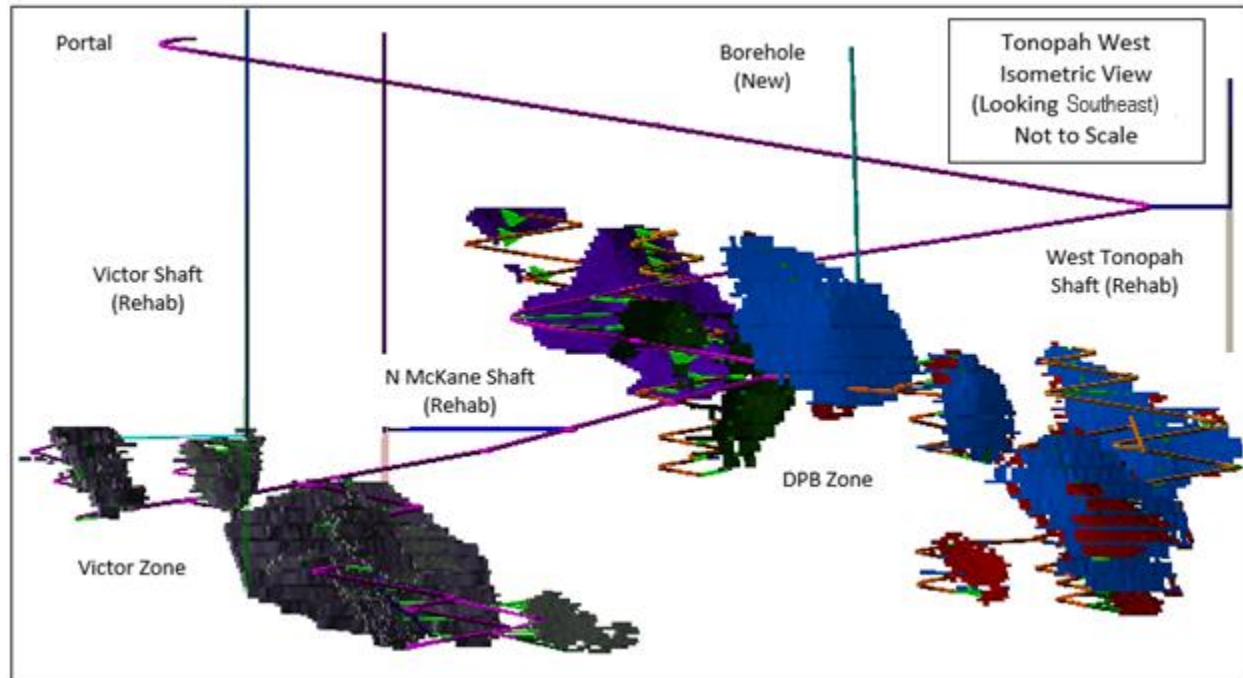 Portal
Borehole
(New)
Tonopah West
Isometric View
(Looking Southeast)
Not to Scale
Victor Shaft
(Rehab)
West Tonopah
Shaft (Rehab)
N McKane Shaft
(Rehab)
DPB Zone
Victor Zone